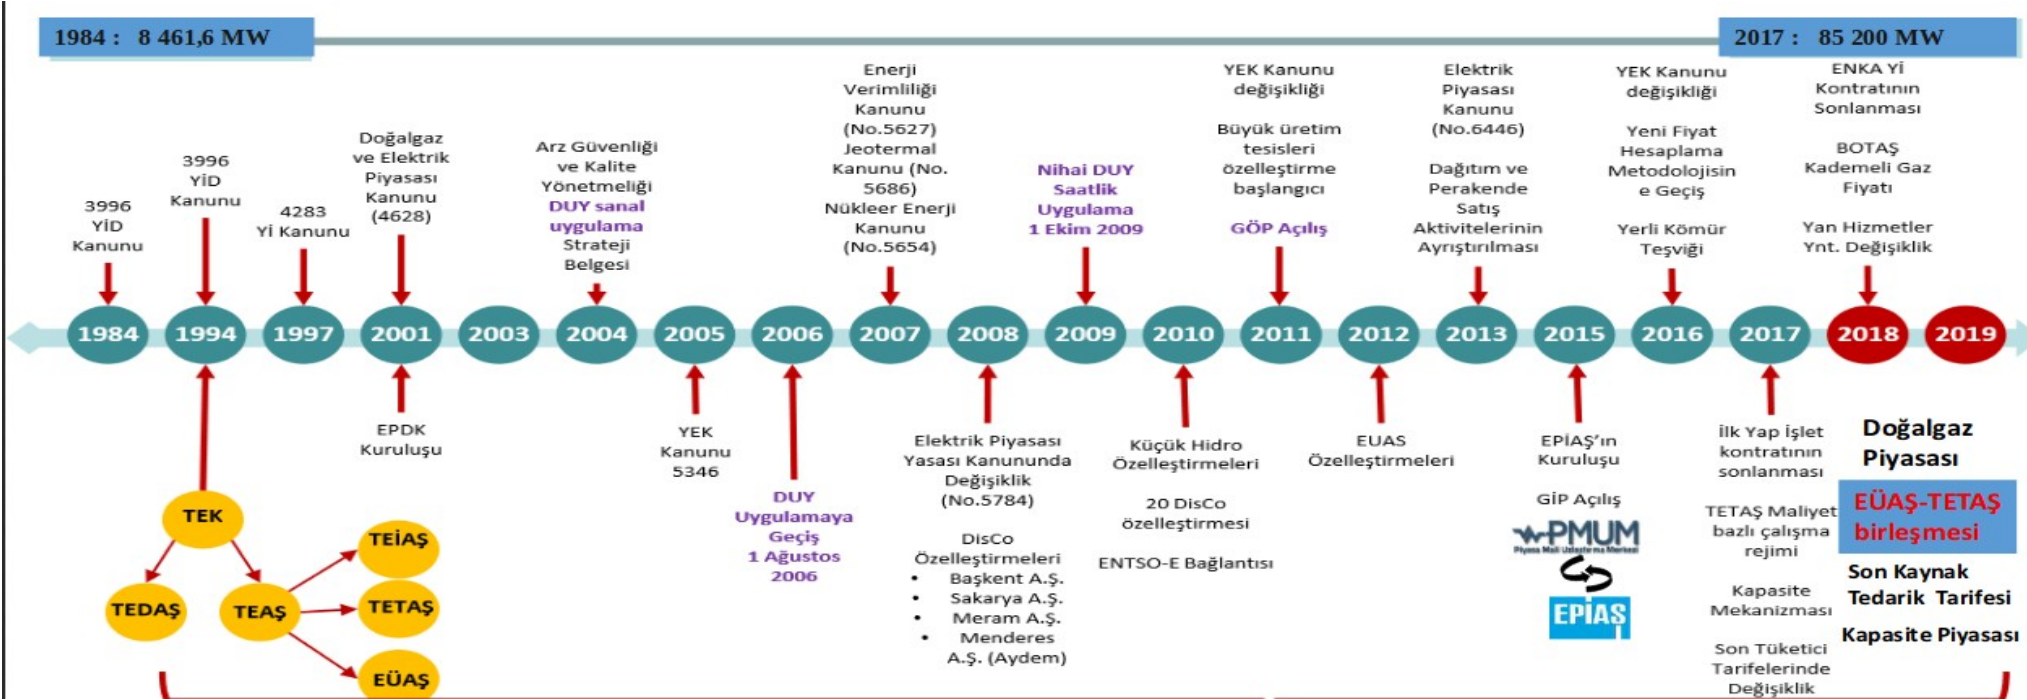 1984 : 8 461,6 MW
2017 : 85 200 MW
3996
YİD
Kanunu
3996
YİD
Kanunu
4283
Yİ Kanunu
Doğalgaz
ve Elektrik
Piyasası
Kanunu
(4628)
Arz Güvenliği
ve Kalite
Yönetmeliği
DUY sanal
uygulama
Strateji
Belgesi
Enerji
Verimliliği
Kanunu
(No.5627)
Jeotermal
Kanunu (No.
5686)
Nükleer Enerji
Kanunu
(No.5654)
Nihai DUY
Saatlik
Uygulama
1 Ekim 2009
YEK Kanunu
değişikliği
Büyük üretim
tesisleri
özelleştirme
başlangıcı
GÖP Açılış
Elektrik
Piyasası
Kanunu
(No.6446)
Dağıtım ve
Perakende
Satış
Aktivitelerinin
Ayrıştırılması
YEK Kanunu
değişikliği
Yeni Fiyat
Hesaplama
Metodolojisin
e Geçiş
Yerli Kömür
Teşviği
ENKA Yİ
Kontratının
Sonlanması
BOTAŞ
Kademeli Gaz
Fiyatı
Yan Hizmetler
Ynt. Değişiklik
1984 1994 1997 2001 2003 2004 2005 2006 2007 2008 2009 2010 2011 2012 2013 2015 2016 2017 2018 2019
TEK
TEDAŞ
TEAŞ
TEİAŞ
TETAŞ
EÜAŞ
EPDK
Kuruluşu
YEK
Kanunu
5346
DUY
Uygulamaya
Geçiş
1 Ağustos
2006
Elektrik Piyasası
Yasası Kanununda
Değişiklik
(No.5784)
DisCo
Özelleştirmeleri
• Başkent A.Ş.
• Sakarya A.Ş.
• Meram A.Ş.
• Menderes
A.Ş. (Aydem)
Küçük Hidro
Özelleştirmeleri
20 DisCo
özelleştirmesi
ENTSO-E Bağlantısı
EUAS
Özelleştirmeleri
EPİAŞ'ın
Kuruluşu
GİP Açılış
PMUM
Piyasa Mali Uzlaştırma Merkezi
EPİAŞ
İlk Yap İşlet
kontratının
sonlanması
TETAŞ Maliyet
bazlı çalışma
rejimi
Kapasite
Mekanizması
Son Tüketici
Tarifelerinde
Değişiklik
Doğalgaz
Piyasası
EÜAŞ-TETAŞ
birleşmesi
Son Kaynak
Tedarik Tarifesi
Kapasite Piyasası